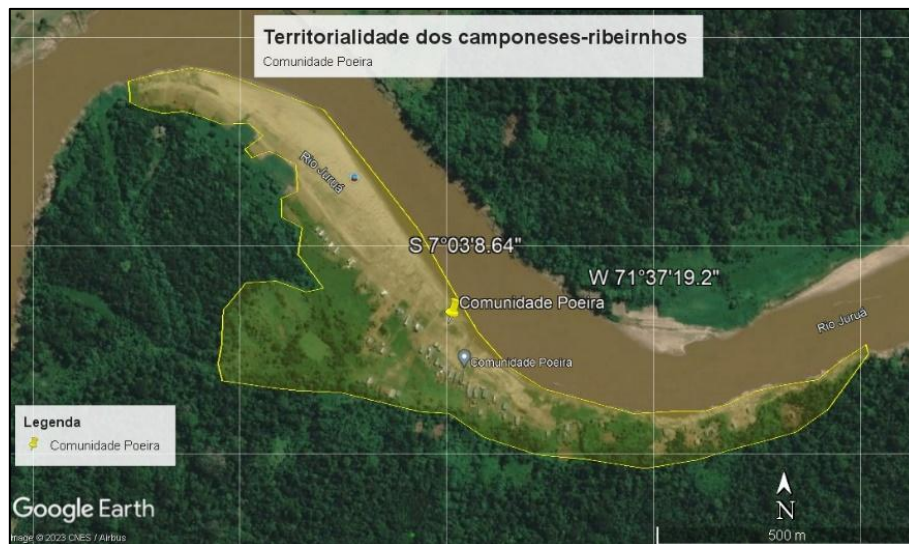 Territorialidade dos camponeses-ribeirnhos
Comunidade Poeira
Rio Juruá
S 7°03'8.64"
W 71°37'19.2"
Comunidade Poeira
Rio Juruá
Comunidade Poeira
Legenda
Comunidade Poeira
Google Earth
Image © 2023 CNES / Airbus
N
500 m